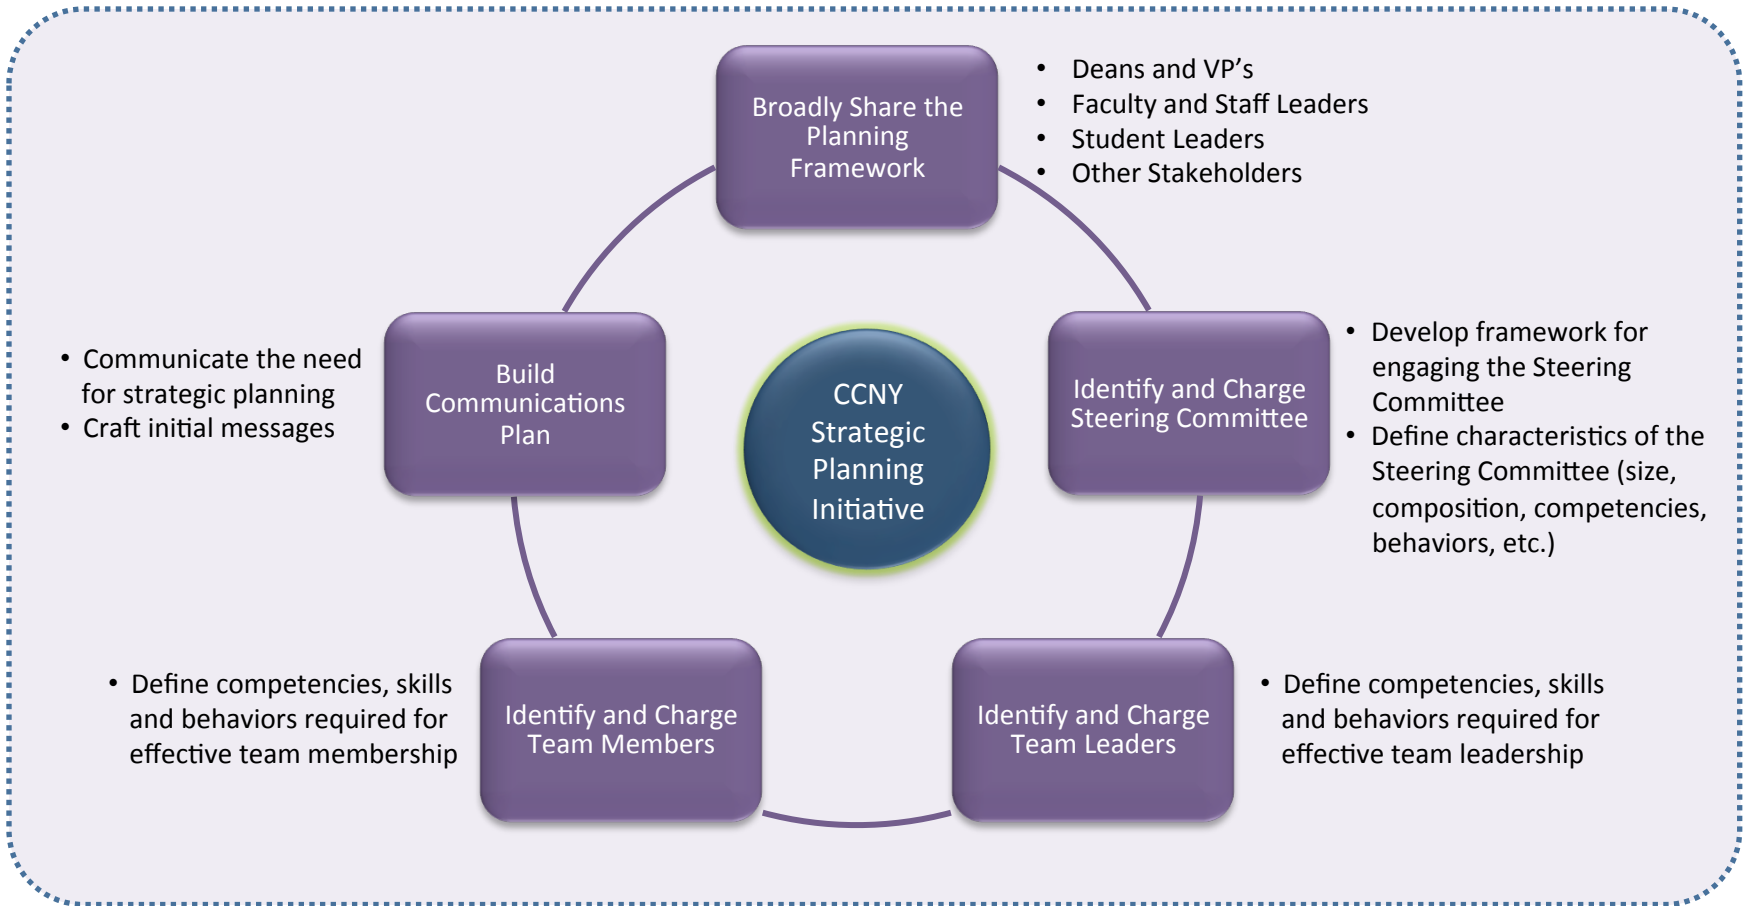 Broadly Share the
Planning
Framework
• Deans and VP’s
• Faculty and Staff Leaders
• Student Leaders
• Other Stakeholders
Identify and Charge
Steering Committee
• Develop framework for
engaging the Steering
Committee
• Define characteristics of the
Steering Committee (size,
composition, competencies,
behaviors, etc.)
Identify and Charge
Team Leaders
• Define competencies, skills
and behaviors required for
effective team leadership
Identify and Charge
Team Members
• Define competencies, skills
and behaviors required for
effective team membership
Build
Communications
Plan
• Communicate the need
for strategic planning
• Craft initial messages
CCNY
Strategic
Planning
Initiative